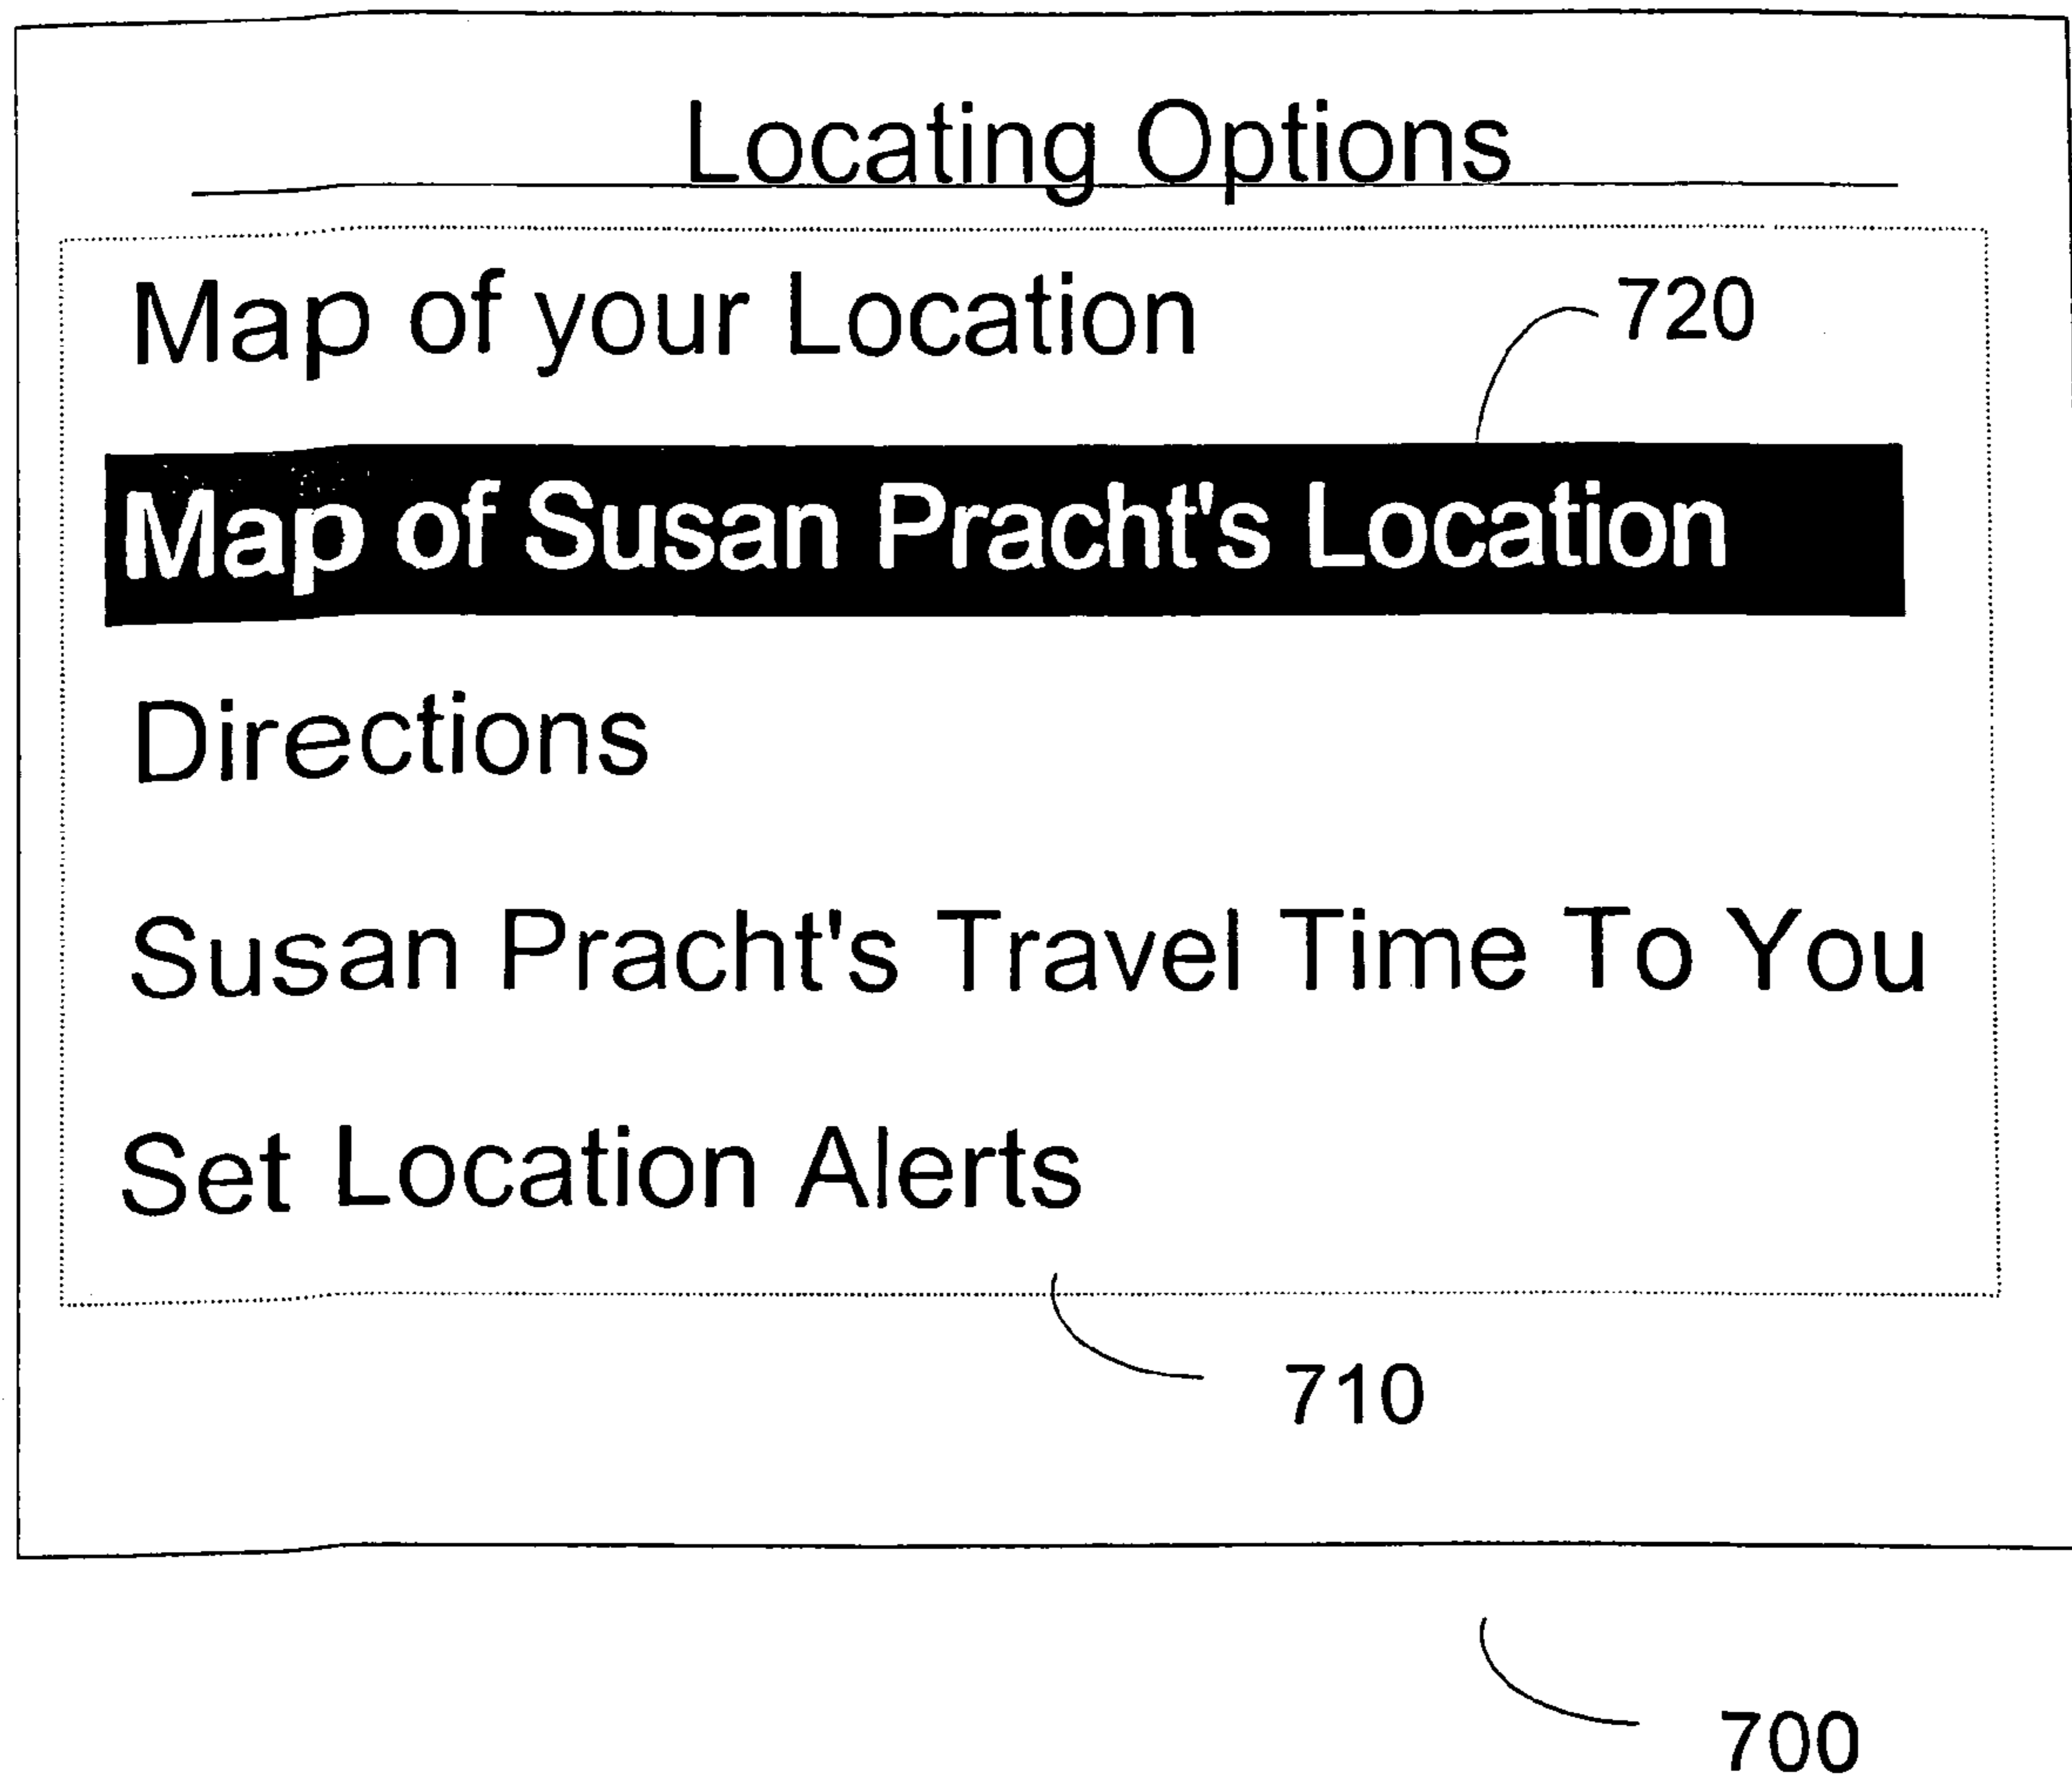 Locating Options
Map of your Location
720
Map of Susan Pracht's Location
Directions
Susan Pracht's Travel Time To You
Set Location Alerts
710
700